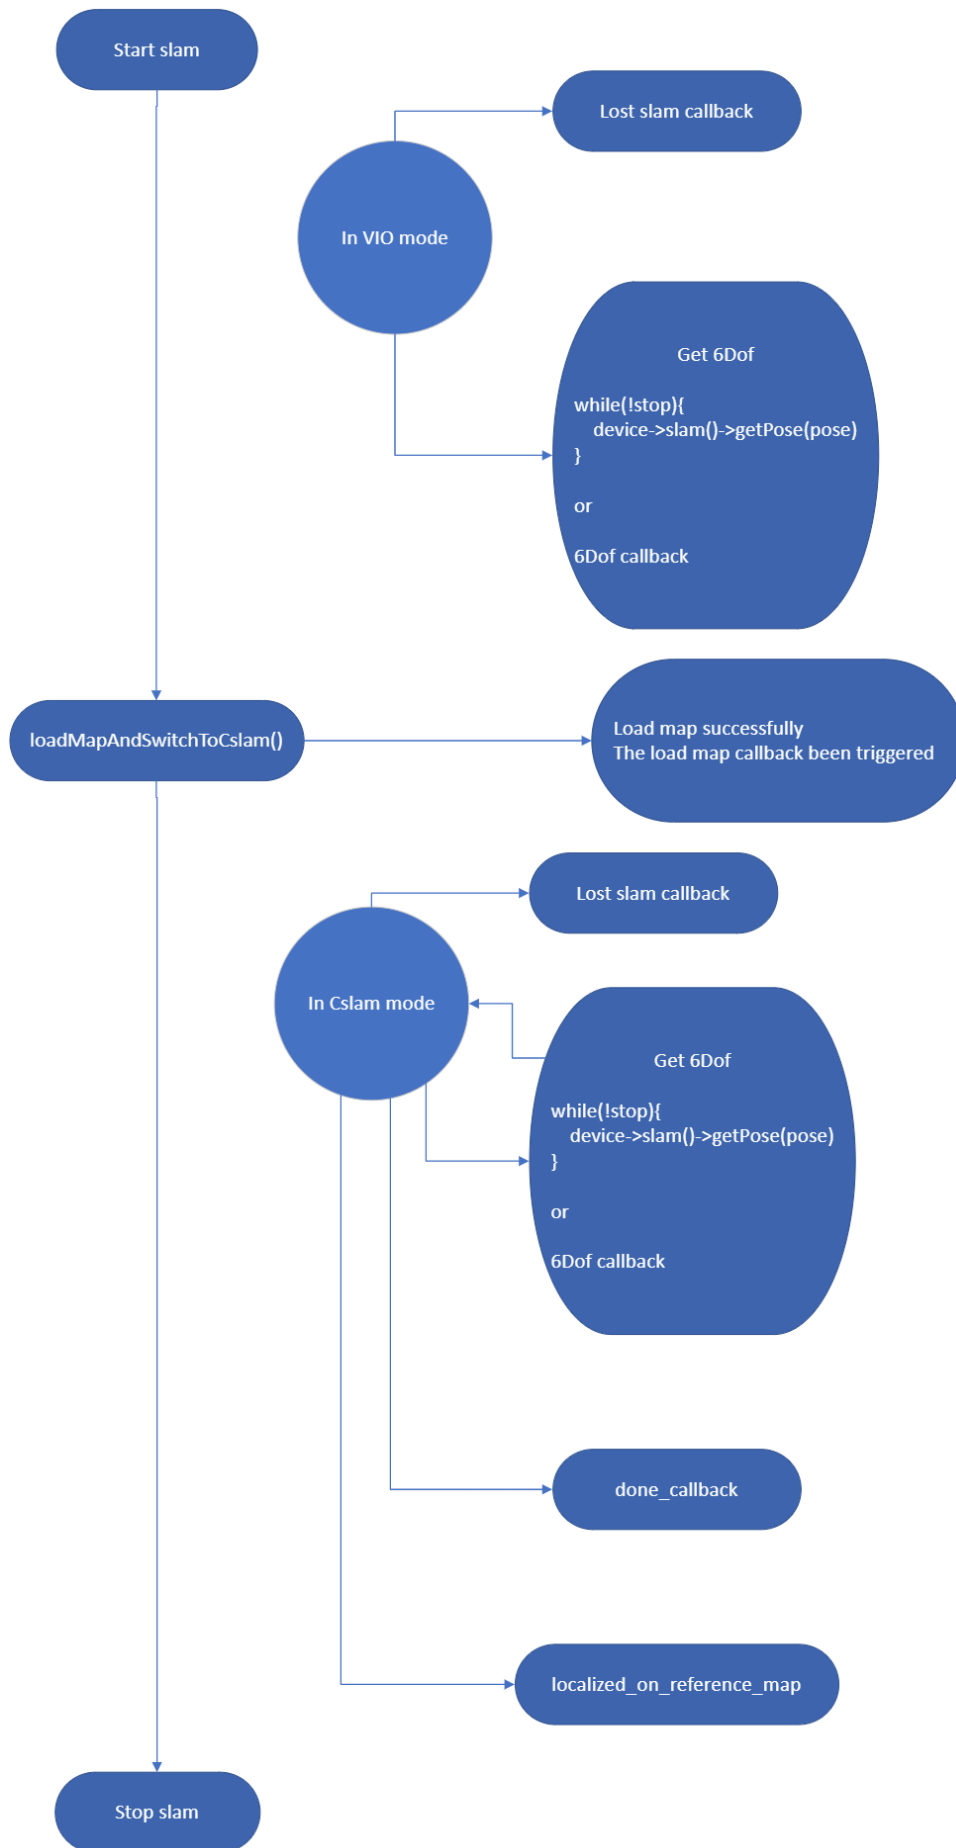 Start slam
Lost slam callback
In VIO mode
Get 6Dof
while(!stop){
device->slam()->getPose(pose)
}
or
6Dof callback
loadMapAndSwitchToCslam()
Load map successfully
The load map callback been triggered
Lost slam callback
In Cslam mode
Get 6Dof
while(!stop){
device->slam()->getPose(pose)
}
or
6Dof callback
done_callback
localized_on_reference_map
Stop slam